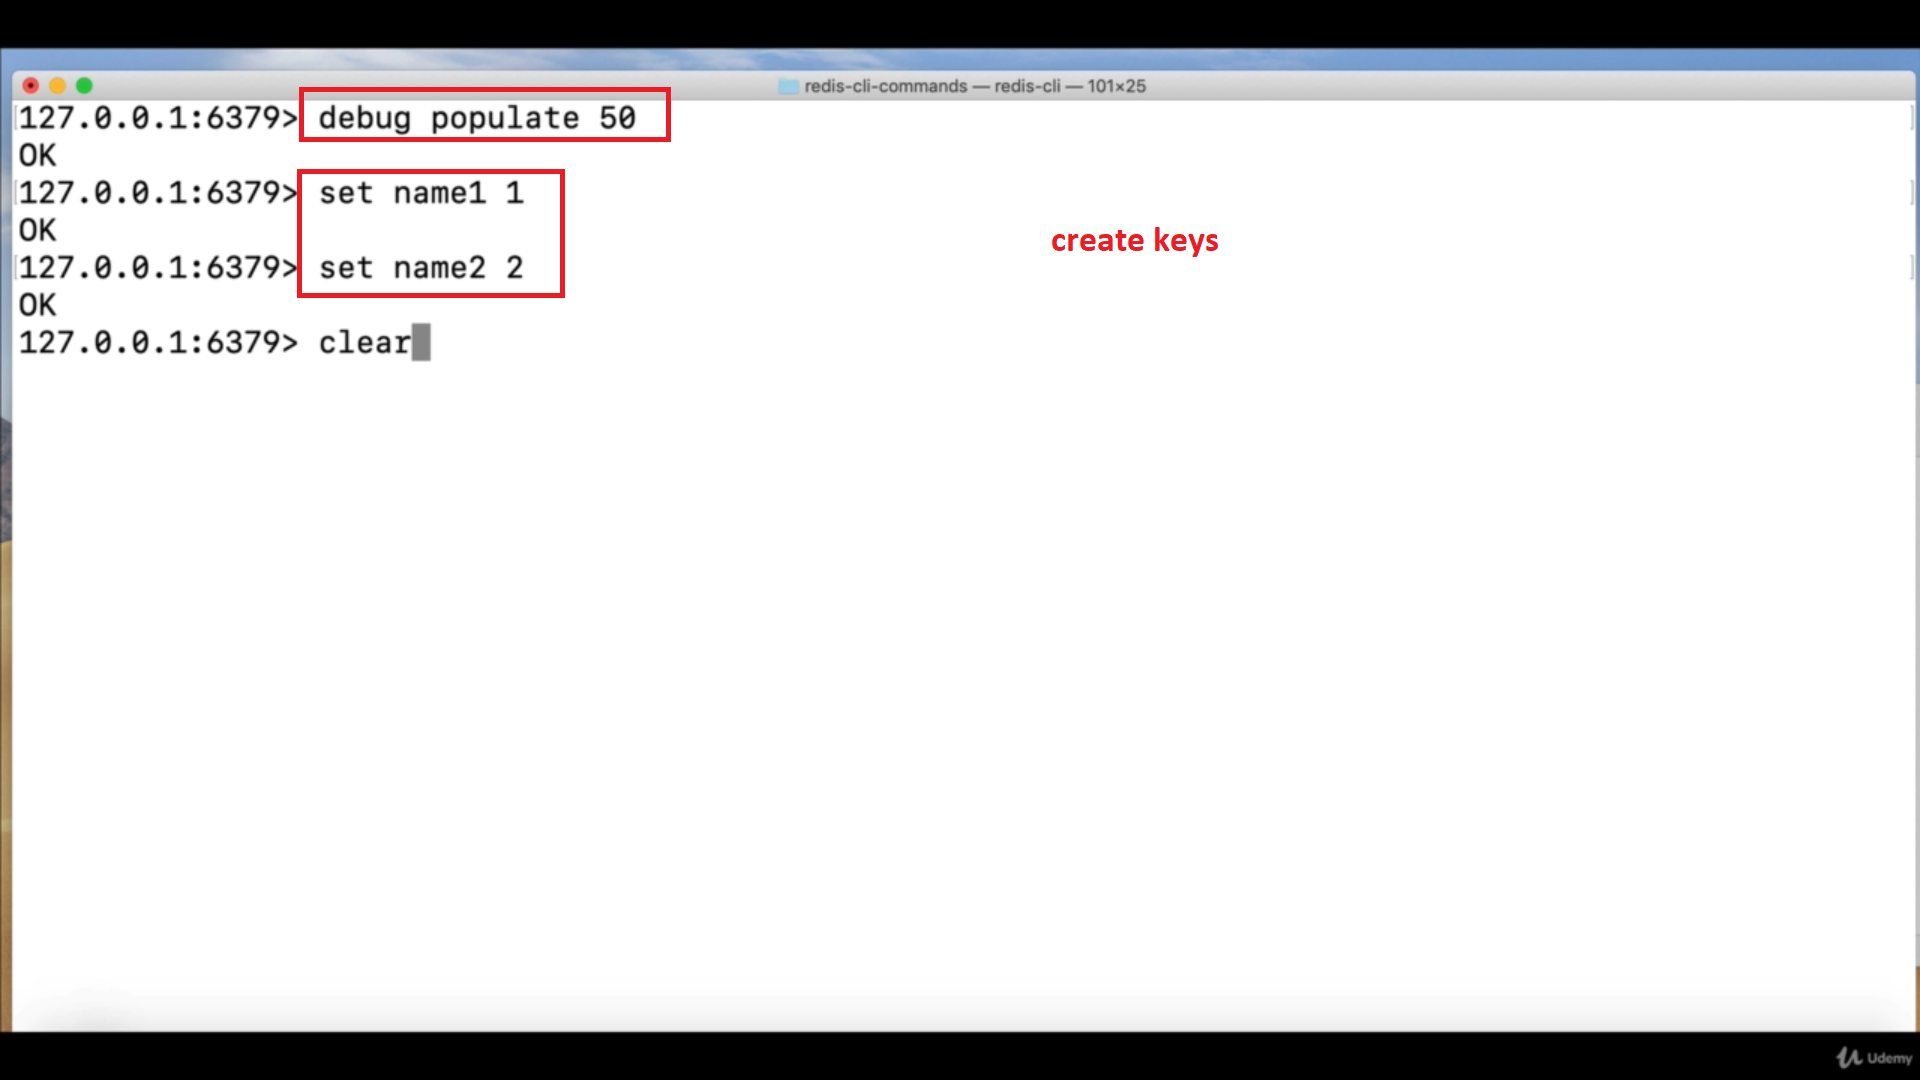 redis-cli-commands — redis-cli — 101×25
127.0.0.1:6379> debug populate 50
OK
127.0.0.1:6379> set name1 1
OK
create keys
127.0.0.1:6379> set name2 2
OK
127.0.0.1:6379> clear
Udemy